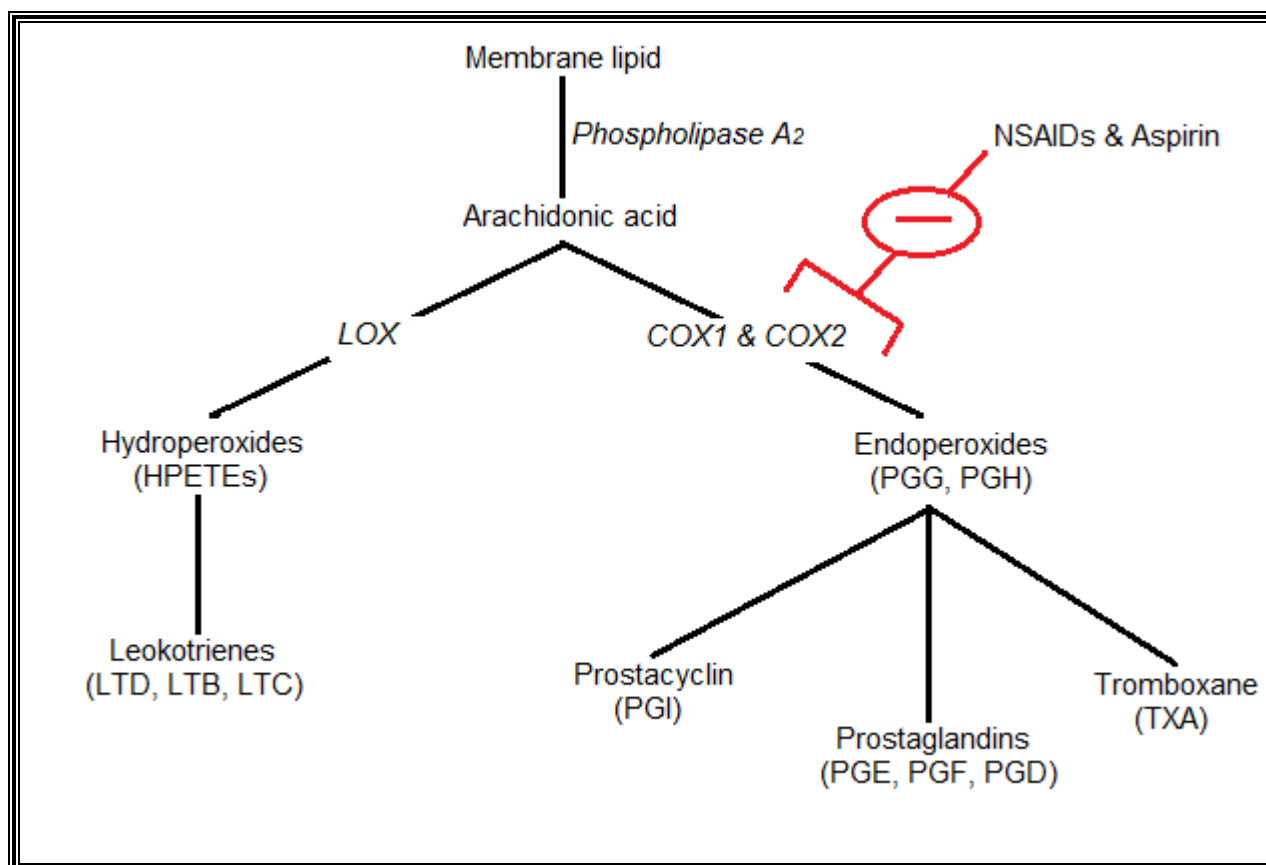 Membrane lipid
Phospholipase A2
NSAIDs & Aspirin
Arachidonic acid
LOX
COX1 & COX2
Hydroperoxides
(HPETEs)
Endoperoxides
(PGG, PGH)
Leokotrienes
(LTD, LTB, LTC)
Prostacyclin
(PGI)
Prostaglandins
(PGE, PGF, PGD)
Tromboxane
(TXA)